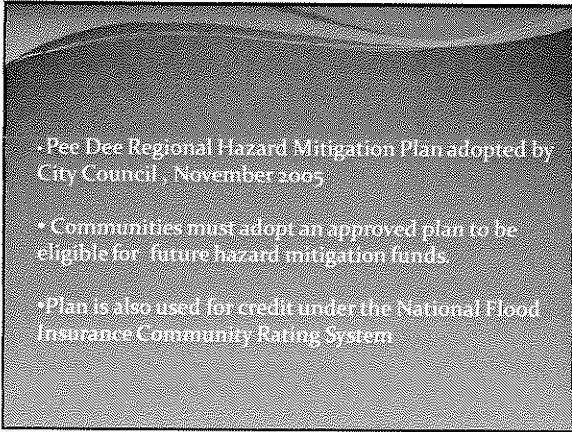 •Pee Dee Regional Hazard Mitigation Plan adopted by
City Council , November 2005
• Communities must adopt an approved plan to be
eligible for future hazard mitigation funds.
•Plan is also used for credit under the National Flood
Insurance Community Rating System